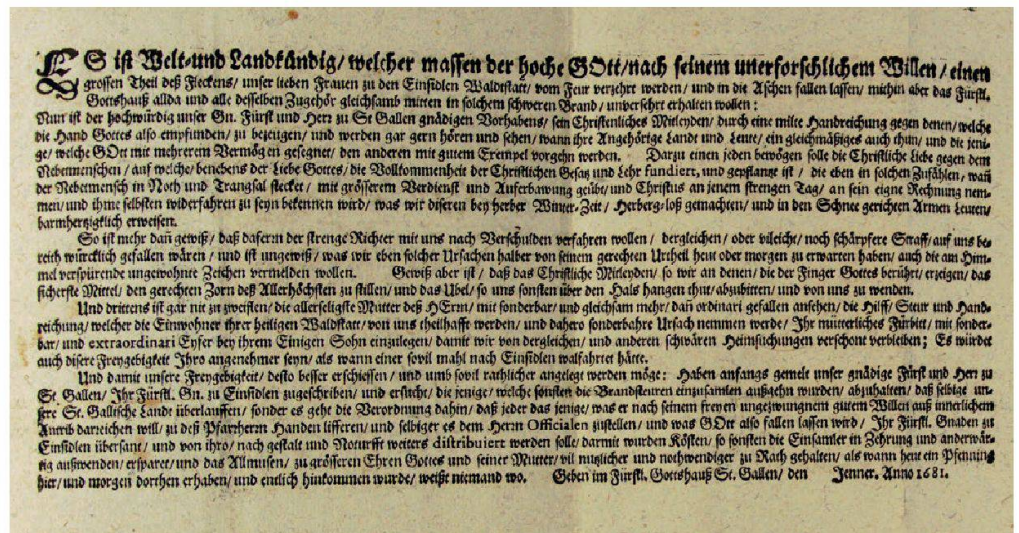 ES ist Welt-und Landkündig/ welcher massen der hoche GOtt/nach seinem unerforschlichem Willen/ einen
grossen Theil deß Fleckens/ unser lieben Frauen zu den Einsidlen Waldstatt/ vom Feur verzehrt werden/ und in die Aschen fallen lassen/ mithin aber das Fürstl.
Gottshauß allda und alle desselben Zugehör gleichsamb mitten in solchem schweren Brand/ unversehrt erhalten wollen:
Nun ist der hochwürdig unser Gn. Fürst und Herr zu St Gallen gnädigen Vorhabens/ sein Christenliches Mitleyden/ durch eine milte Handreichung gegen denen/ welche
die Hand Gottes also empfunden/ zu bezeugen/ und werden gar gern hören und sehen/ wann ihre Angehörige Landt und Leute/ ein gleichmäßiges auch thün/ und die jeni-
ge/ welche GOtt mit mehrerem Vermögen gesegnet/ den anderen mit gutem Exempel vorgehn werden. Darzu einen jeden bewögen solle die Christliche Liebe gegen dem
Nebenmenschen/ auf welche/ benebens der Liebe Gottes/ die Vollkommenheit der Christlichen Gesatz und Lehr fundiert, und gepflantzt ist/ die eben in solchen Zufählen/ wañ
der Nebenmensch in Noth und Trangsal stecket/ mit grösserem Verdienst und Auferbawung geübt/ und Christus an jenem strengen Tag/ an sein eigne Rechnung nem-
men/ und ihme selbsten widerfahren zu seyn bekennen wird/ was wir disen bey herber Winter-Zeit/ Herberg-loß gemachten/ und in den Schnee gerichten Armen Leuten/
barmhertzigklich erweisen.
So ist mehr dañ gewiß/ daß daferm der strenge Richter mit uns nach Verschulden verfahren wollen/ dergleichen/ oder vileicht/ noch schärpfere Straff/ auf uns be-
reith würcklich gefallen wären/ und ist ungewiß/ was wir eben solcher Ursachen halber von seinem gerechten Urtheil heut oder morgen zu erwarten haben/ auch die am Him-
mel verspürende ungewohnte Zeichen vermelden wollen. Gewiß aber ist/ daß das Christliche Mitleyden/ so wir an denen/ die der Finger Gottes berührt/ erzeigen/ das
sicherste Mittel/ den gerechten Zorn deß Allerhöchsten zu stillen/ und das Ubel/ so uns sonsten über den Hals hangen thut/ abzubitten/ und von uns zu wenden.
Und drittens ist gar nit zu zweiflen/ die allerseligste Mutter deß HErrn/ mit sonderbar/ und gleichsam mehr/ dañ ordinari gefallen ansehen/ die Hilff/ Steur und Hand-
reichung/ welcher die Einwohner ihrer heiligen Waldstatt/ von uns theilhafft werden/ und dahero sonderbahre Ursach nemmen werde/ Ihr mütterliches Fürbitt/ mit sonder-
bar/ und extraordinari Eyfer bey ihrem Einigen Sohn einzulegen/ damit wir von dergleichen/ und anderen schwären Heimsuchungen verschont verbleiben; Es würdet
auch disere Freygebigkeit Ihro angenehmer seyn/ als wann einer sovil mahl nach Einsidlen walfahrtet hätte.
Und damit unsere Freygebigkeit/ desto besser erschiessen/ und umb sovil rathlicher angelegt werden möge: Haben anfangs gemelt unser gnädige Fürst und Herr zu
St. Gallen/ Ihr Fürstl. Gn. zu Einsidlen zugeschriben/ und ersucht/ die jenige/ welche sonsten die Brandsteuren einzusamlen außgehn wurden/ abzuhalten/ daß selbige un-
sere St. Gallische Lande überlauffen/ sonder es geht die Verordnung dahin/ daß jeder das jenige/ was er nach seinem freyen ungezwungnem gütem Willen auß innerlichem
Antrib dareichen will/ zu deß Pfarrherrn Handen lifferen/ und selbiger es dem Herrn Officialen zustellen/ und was GOtt also fallen lassen wird/ Ihr Fürstl. Gnaden zu
Einsidlen übersant/ und von ihro/ nach gestalt und Noturfft weiters distribuiert werden solle/ darmit wurden Kösten/ so sonsten die Einsamler in Zehrung und anderwär-
tig außwenden/ ersparet/ und das Allmusen/ zu grösseren Ehren Gottes und seiner Mutter/ vil nutzlicher und nothwendiger zu Rath gehalten/ als wann heut ein Pfenning
hier/ und morgen dorthen erhaben/ und entlich hinkommen wurde/ weißt niemand wo. Geben im Fürstl. Gottshauß St. Gallen/ den Jenner. Anno 1681.